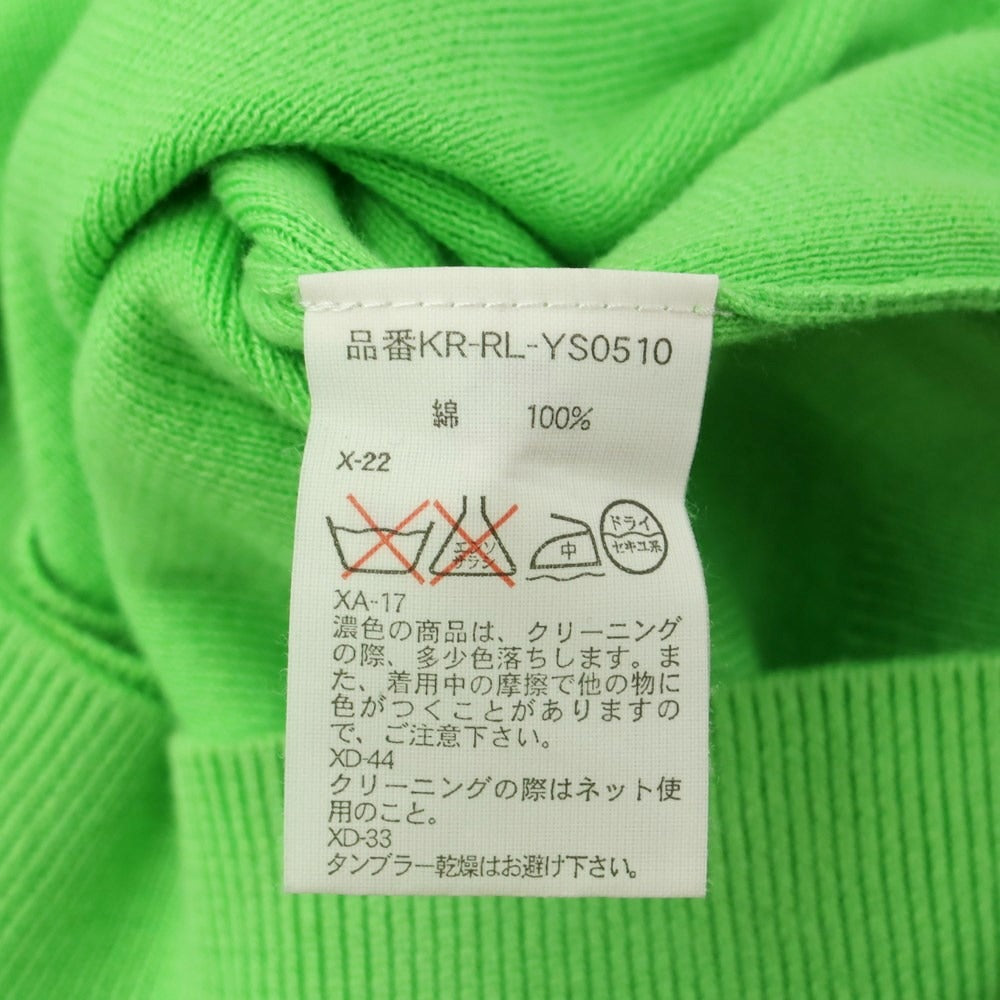 品番KR-RL-YS0510
綿 100%
X-22
エンソ
サラシ
中
ドライ
セキユ系
XA-17
濃色の商品は、クリーニング
の際、多少色落ちします。ま
た、着用中の摩擦で他の物に
色がつくことがありますの
で、ご注意下さい。
XD-44
クリーニングの際はネット使
用のこと。
XD-33
タンブラー乾燥はお避け下さい。